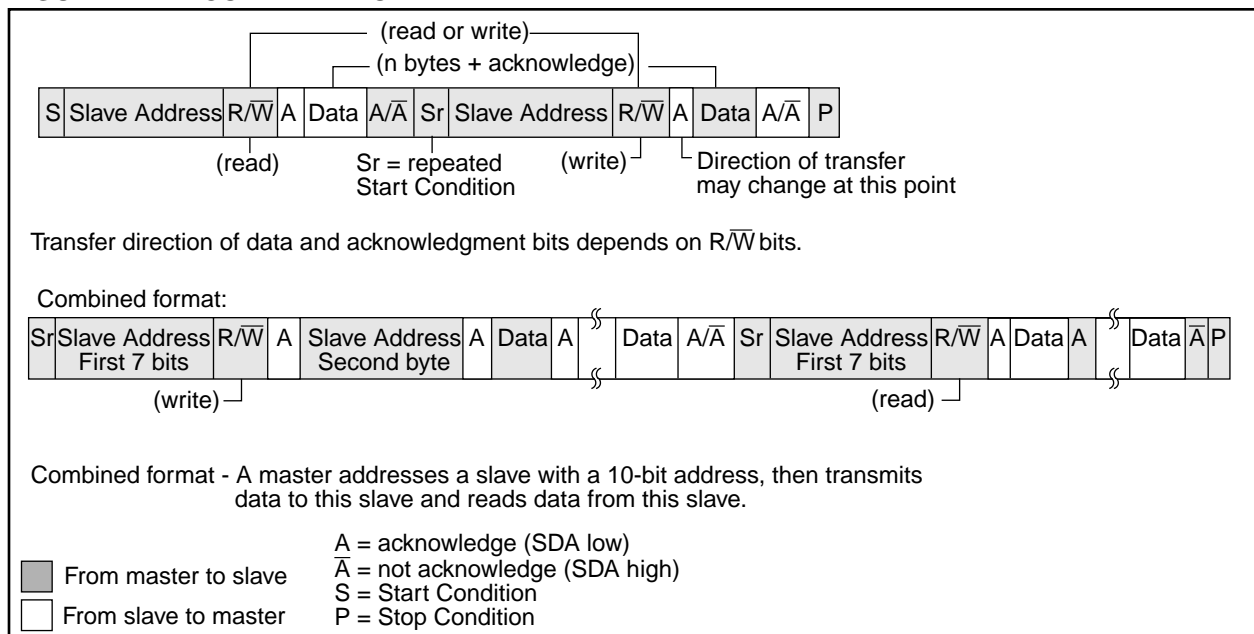 (read or write)
(n bytes + acknowledge)
S Slave Address R/W̅ A Data A/A̅ Sr Slave Address R/W̅ A Data A/A̅ P
(read) Sr = repeated Start Condition (write) Direction of transfer may change at this point
Transfer direction of data and acknowledgment bits depends on R/W̅ bits.
Combined format:
Sr Slave Address First 7 bits R/W̅ A Slave Address Second byte A Data A Data A/A̅ Sr Slave Address First 7 bits R/W̅ A Data A Data A̅ P
(write) (read)
Combined format - A master addresses a slave with a 10-bit address, then transmits
data to this slave and reads data from this slave.
A = acknowledge (SDA low)
A̅ = not acknowledge (SDA high)
S = Start Condition
P = Stop Condition
From master to slave
From slave to master